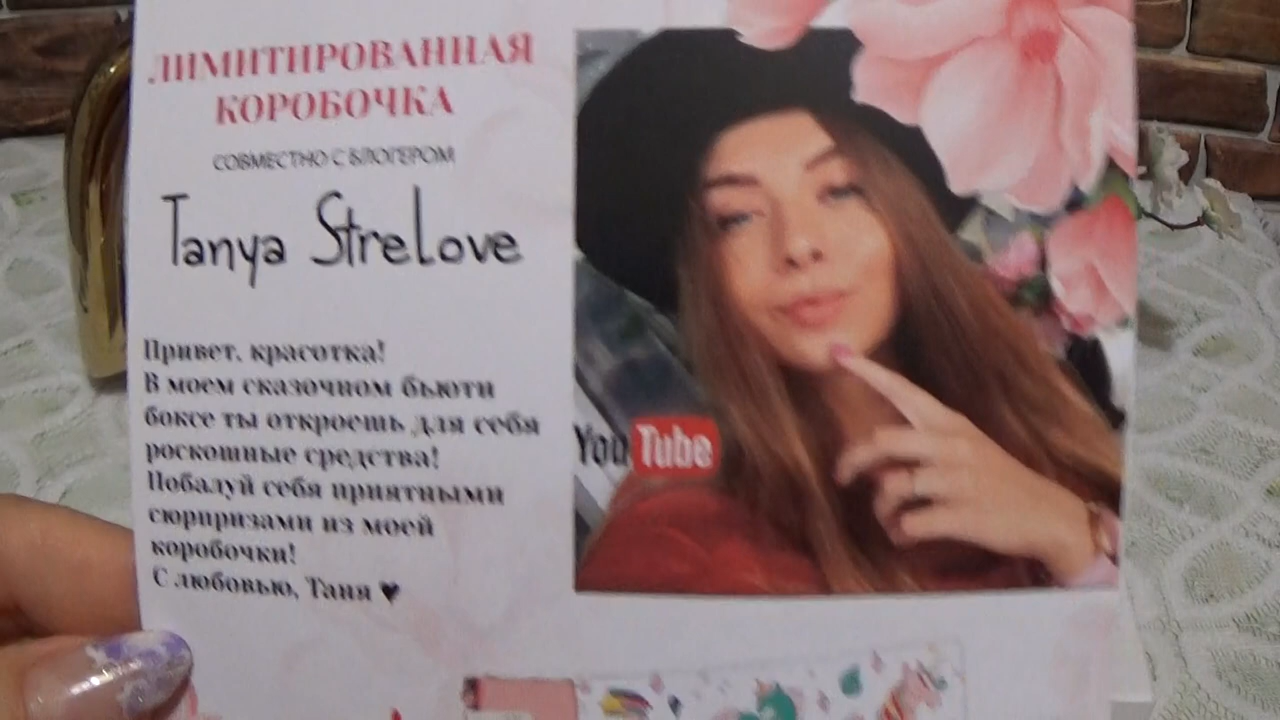 ЛИМИТИРОВАННАЯ
КОРОБОЧКА
СОВМЕСТНО С БЛОГЕРОМ
Tanya StreLove
Привет, красотка!
В моем сказочном бьюти
боксе ты откроешь для себя
роскошные средства!
Побалуй себя приятными
сюрпризами из моей
коробочки!
С любовью, Таня ♥
YouTube